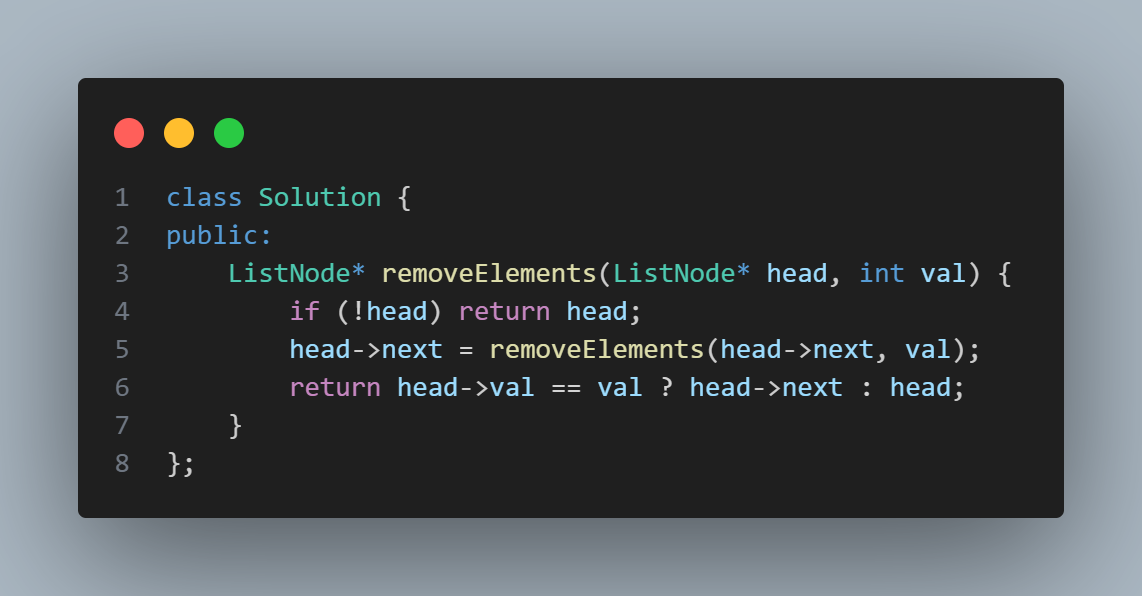 1 class Solution {
2 public:
3     ListNode* removeElements(ListNode* head, int val) {
4         if (!head) return head;
5         head->next = removeElements(head->next, val);
6         return head->val == val ? head->next : head;
7     }
8 };